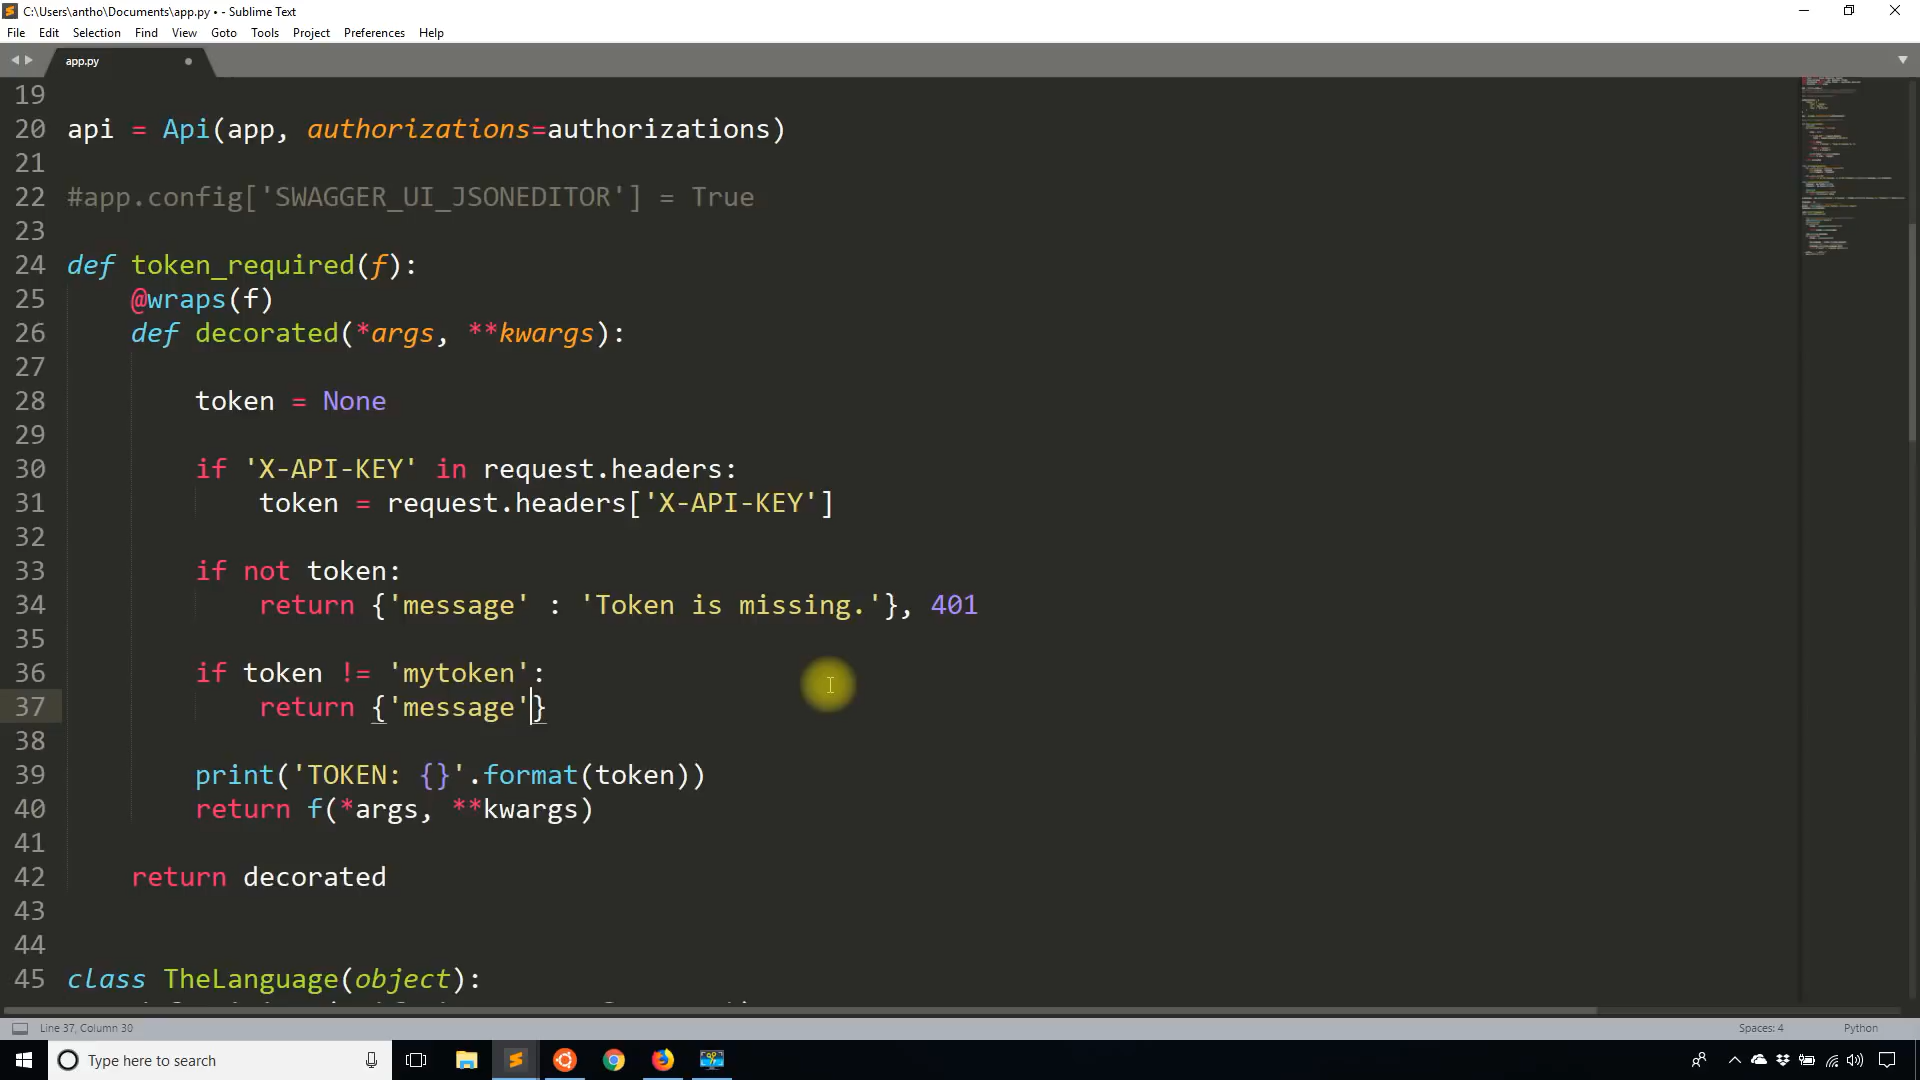 C:\Users\antho\Documents\app.py • - Sublime Text
File Edit Selection Find View Goto Tools Project Preferences Help
app.py
19
20 api = Api(app, authorizations=authorizations)
21
22 #app.config['SWAGGER_UI_JSONEDITOR'] = True
23
24 def token_required(f):
25     @wraps(f)
26     def decorated(*args, **kwargs):
27
28         token = None
29
30         if 'X-API-KEY' in request.headers:
31             token = request.headers['X-API-KEY']
32
33         if not token:
34             return {'message' : 'Token is missing.'}, 401
35
36         if token != 'mytoken':
37             return {'message'}
38
39         print('TOKEN: {}'.format(token))
40         return f(*args, **kwargs)
41
42     return decorated
43
44
45 class TheLanguage(object):
Line 37, Column 30 Spaces: 4 Python
Type here to search